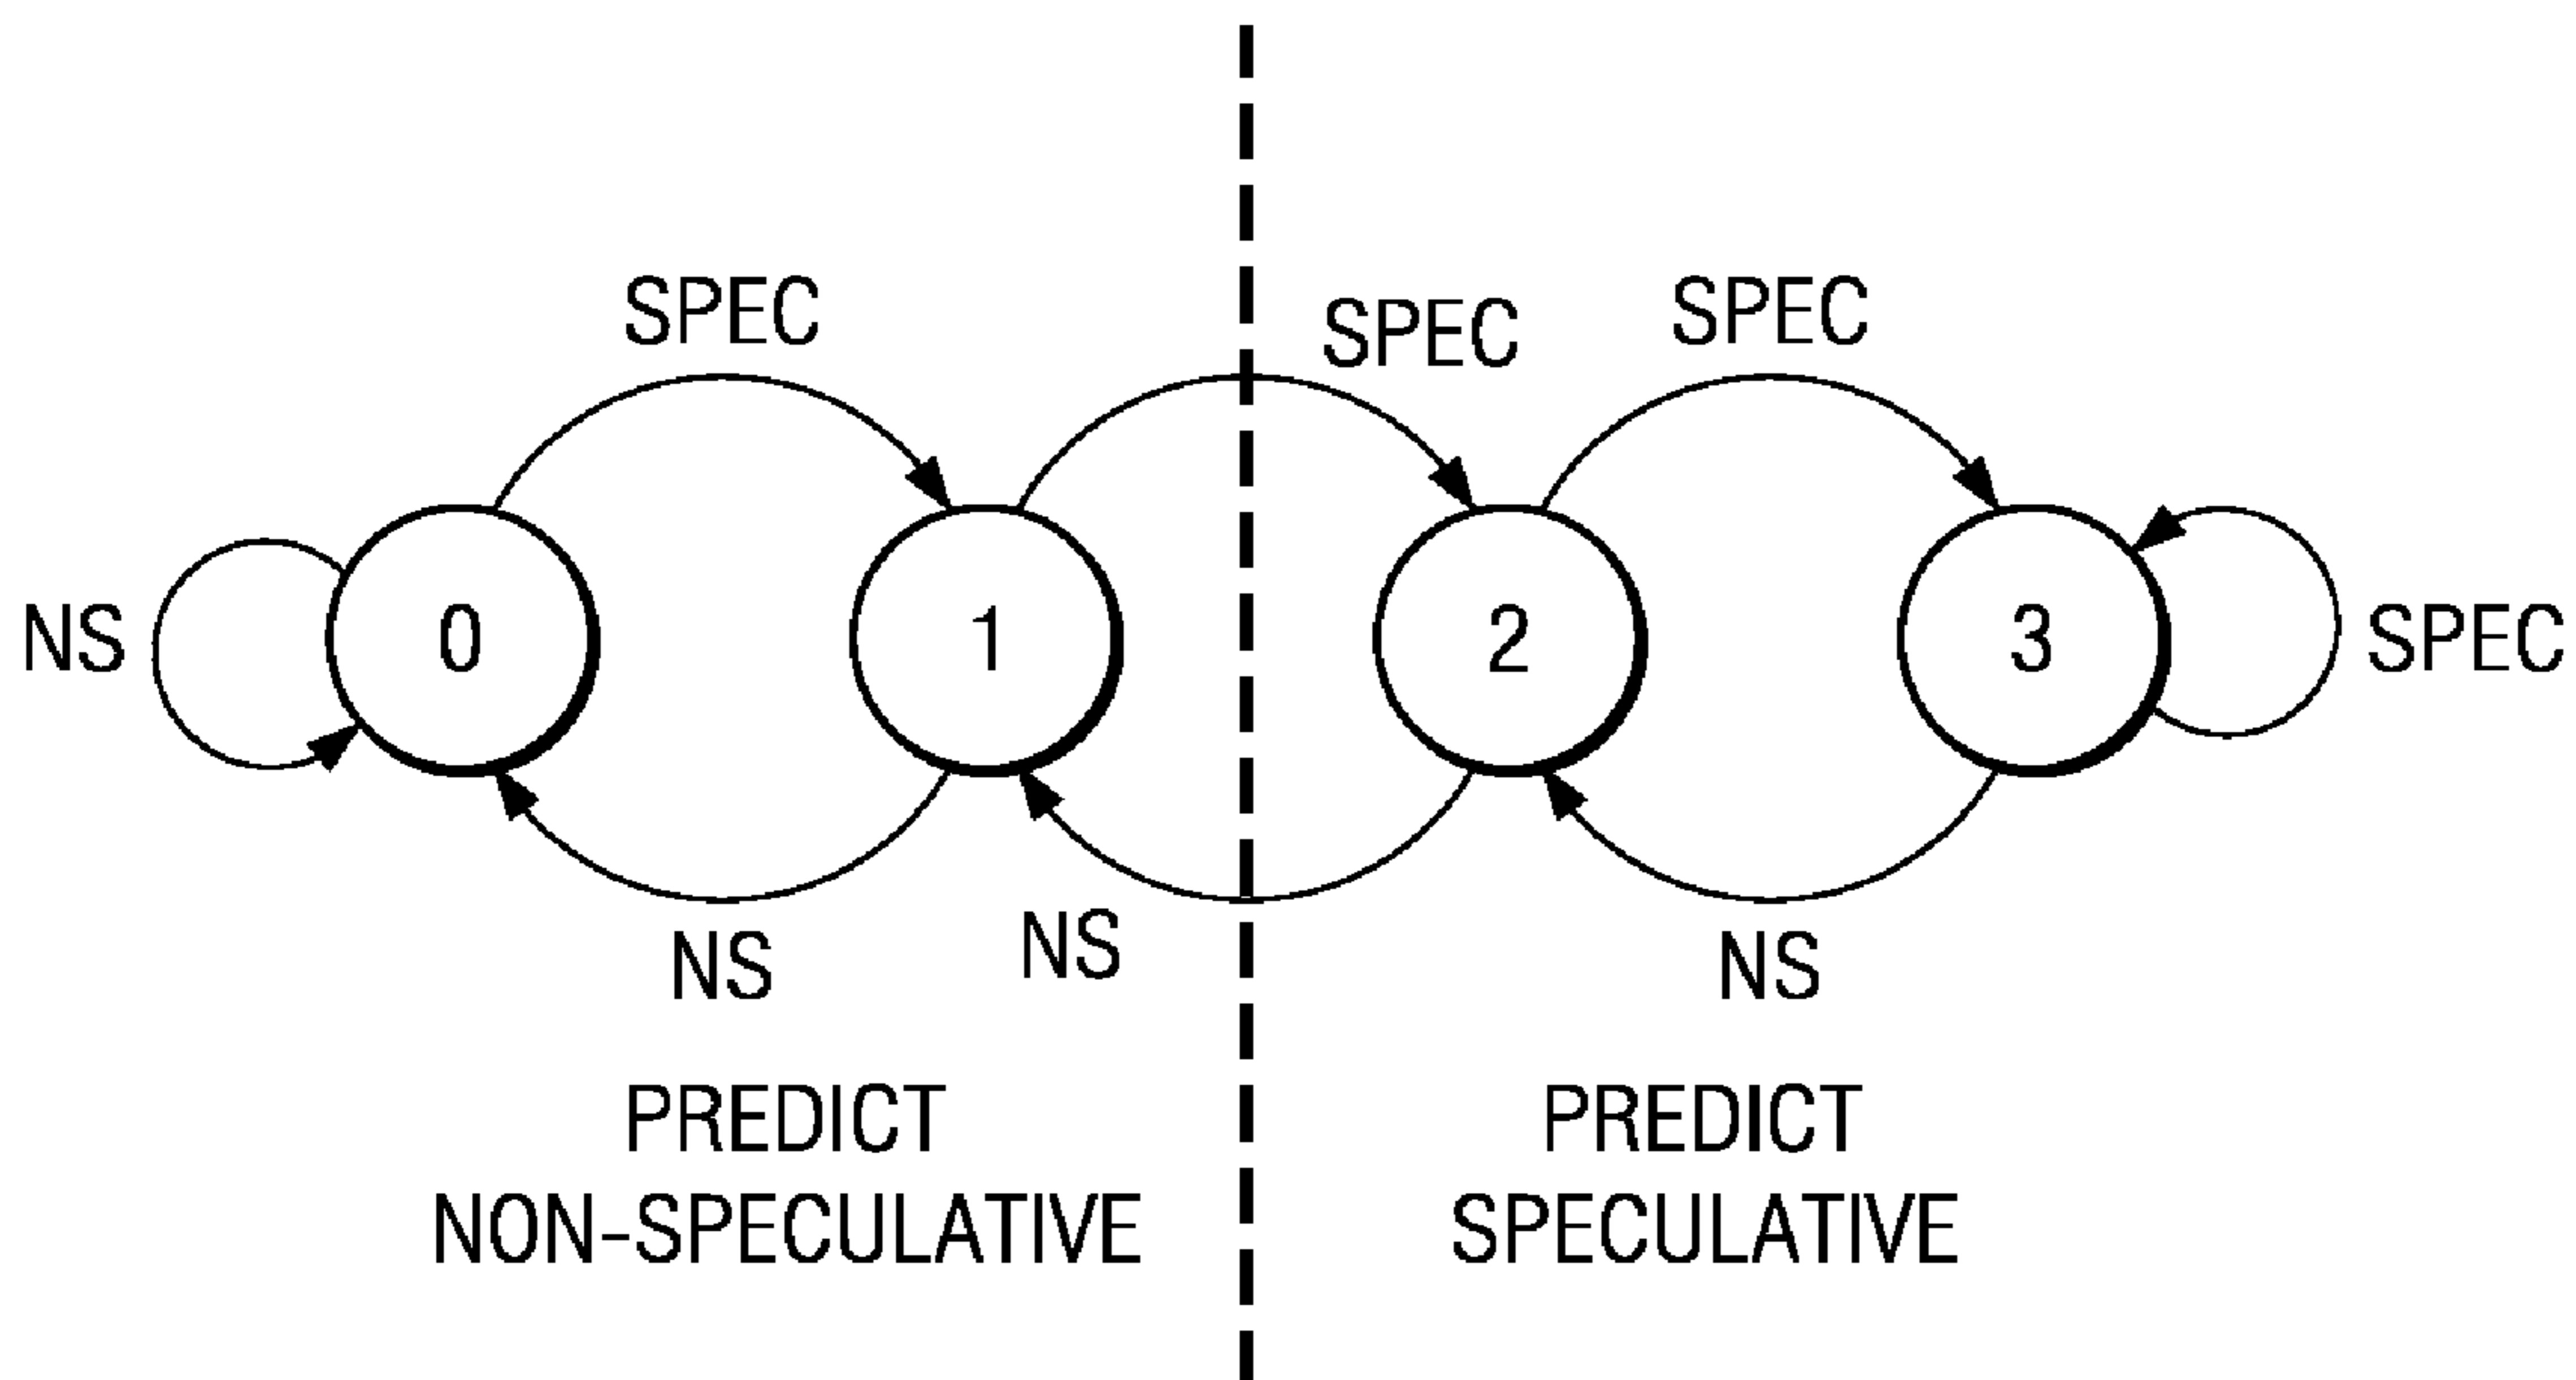 SPEC
SPEC
SPEC
NS
0
1
2
3
SPEC
NS
NS
NS
PREDICT
NON-SPECULATIVE
PREDICT
SPECULATIVE